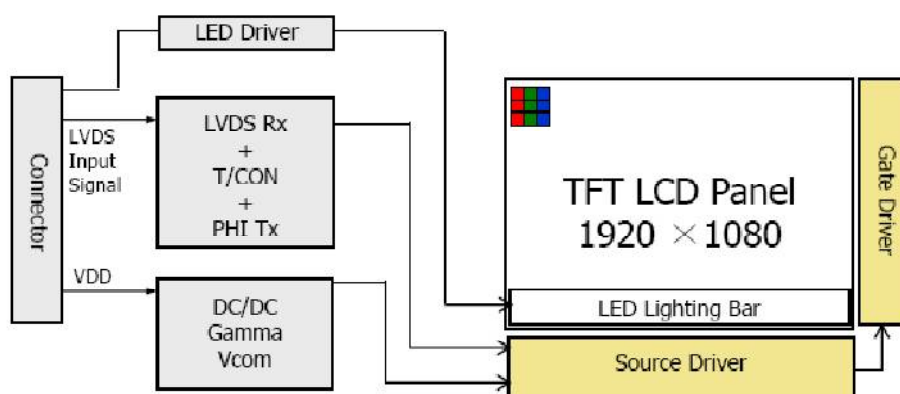 LED Driver
Connector
LVDS
Input
Signal
LVDS Rx
+
T/CON
+
PHI Tx
VDD
DC/DC
Gamma
Vcom
TFT LCD Panel
1920 ×1080
LED Lighting Bar
Source Driver
Gate Driver